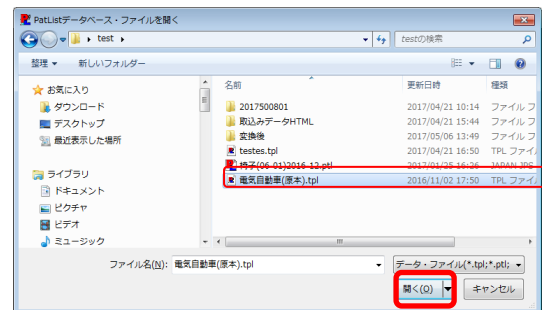 PatListデータベース・ファイルを開く
test
testの検索
整理 新しいフォルダー
名前 更新日時 種類
お気に入り
ダウンロード
デスクトップ
最近表示した場所
ライブラリ
ドキュメント
ピクチャ
ビデオ
ミュージック
2017500801 2017/04/21 10:14 ファイル フ
取込みデータHTML 2017/04/21 15:44 ファイル フ
変換後 2017/05/06 13:49 ファイル フ
testes.tpl 2017/04/21 16:50 TPL ファイル
椅子(06-01)2016-12.ptl 2017/01/25 16:26 JAPAN JPS
電気自動車(原本).tpl 2016/11/02 17:50 TPL ファイル
ファイル名(N): 電気自動車(原本).tpl
データ・ファイル(*.tpl;*.ptl;
開く(O) キャンセル